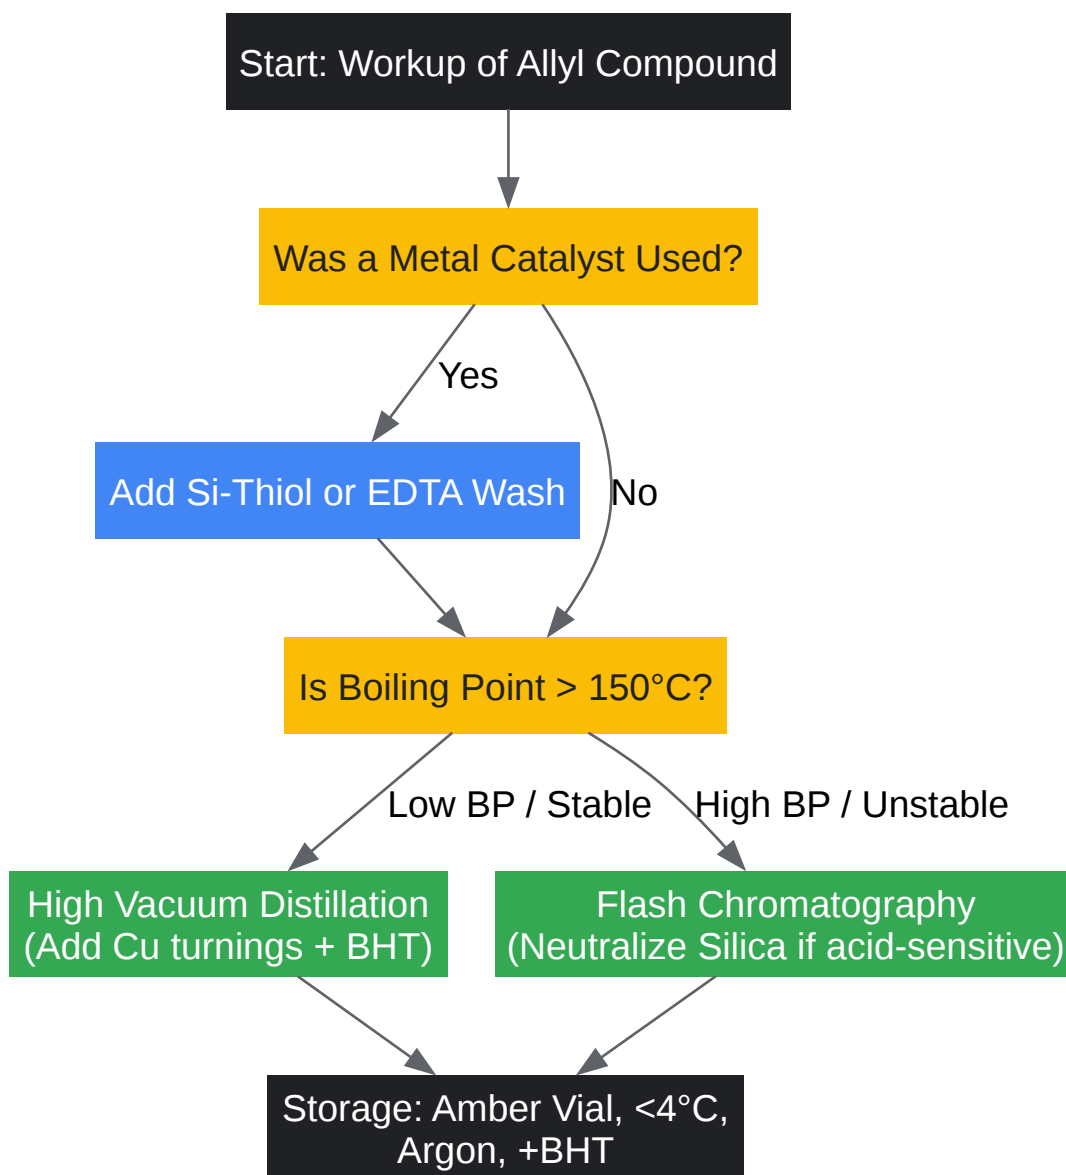 Start: Workup of Allyl Compound
Was a Metal Catalyst Used?
Yes
Add Si-Thiol or EDTA Wash
No
Is Boiling Point > 150°C?
Low BP / Stable
High BP / Unstable
High Vacuum Distillation
(Add Cu turnings + BHT)
Flash Chromatography
(Neutralize Silica if acid-sensitive)
Storage: Amber Vial, <4°C,
Argon, +BHT